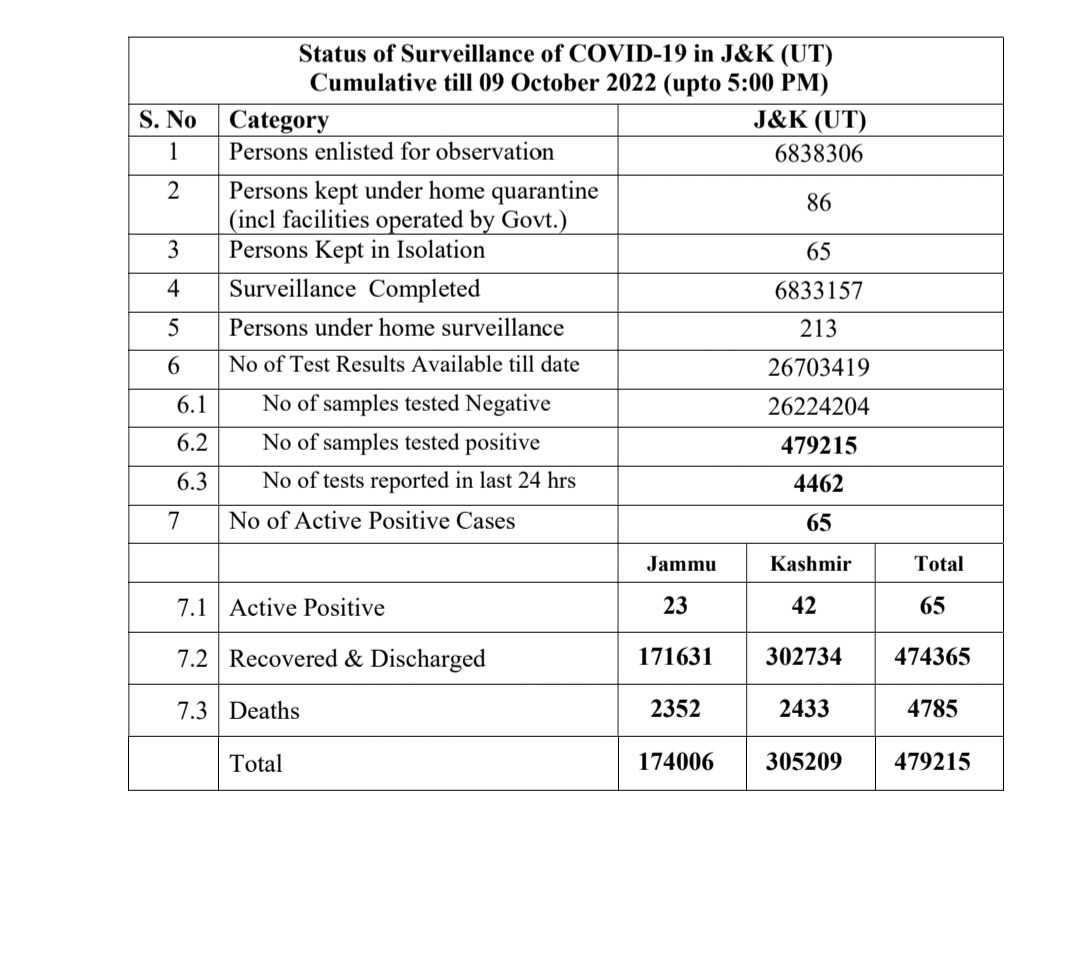 Status of Surveillance of COVID-19 in J&K (UT)
Cumulative till 09 October 2022 (upto 5:00 PM)
S. No Category J&K (UT)
1 Persons enlisted for observation 6838306
2 Persons kept under home quarantine
(incl facilities operated by Govt.) 86
3 Persons Kept in Isolation 65
4 Surveillance Completed 6833157
5 Persons under home surveillance 213
6 No of Test Results Available till date 26703419
6.1 No of samples tested Negative 26224204
6.2 No of samples tested positive 479215
6.3 No of tests reported in last 24 hrs 4462
7 No of Active Positive Cases 65
Jammu Kashmir Total
7.1 Active Positive 23 42 65
7.2 Recovered & Discharged 171631 302734 474365
7.3 Deaths 2352 2433 4785
Total 174006 305209 479215